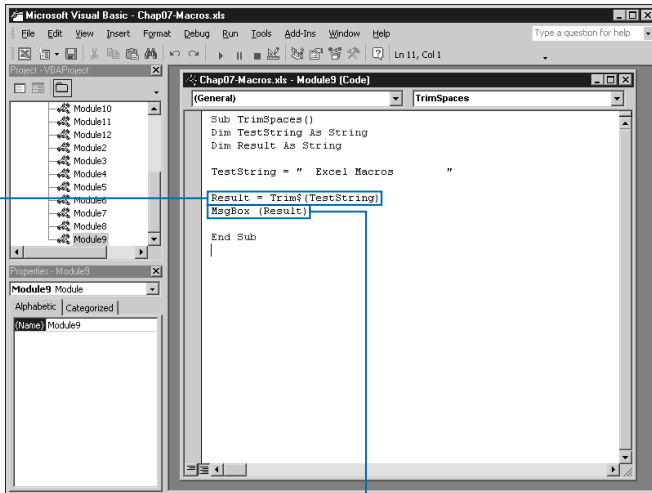 Microsoft Visual Basic - Chap07-Macros.xls
File Edit View Insert Format Debug Run Tools Add-Ins Window Help
Type a question for help
Ln 11, Col 1
Project - VBAProject
Module10
Module11
Module12
Module2
Module3
Module4
Module5
Module6
Module7
Module8
Module9
Properties - Module9
Module9 Module
Alphabetic Categorized
(Name) Module9
Chap07-Macros.xls - Module9 (Code)
(General) TrimSpaces
Sub TrimSpaces()
Dim TestString As String
Dim Result As String
TestString = "  Excel Macros        "
Result = Trim$(TestString)
MsgBox (Result)
End Sub